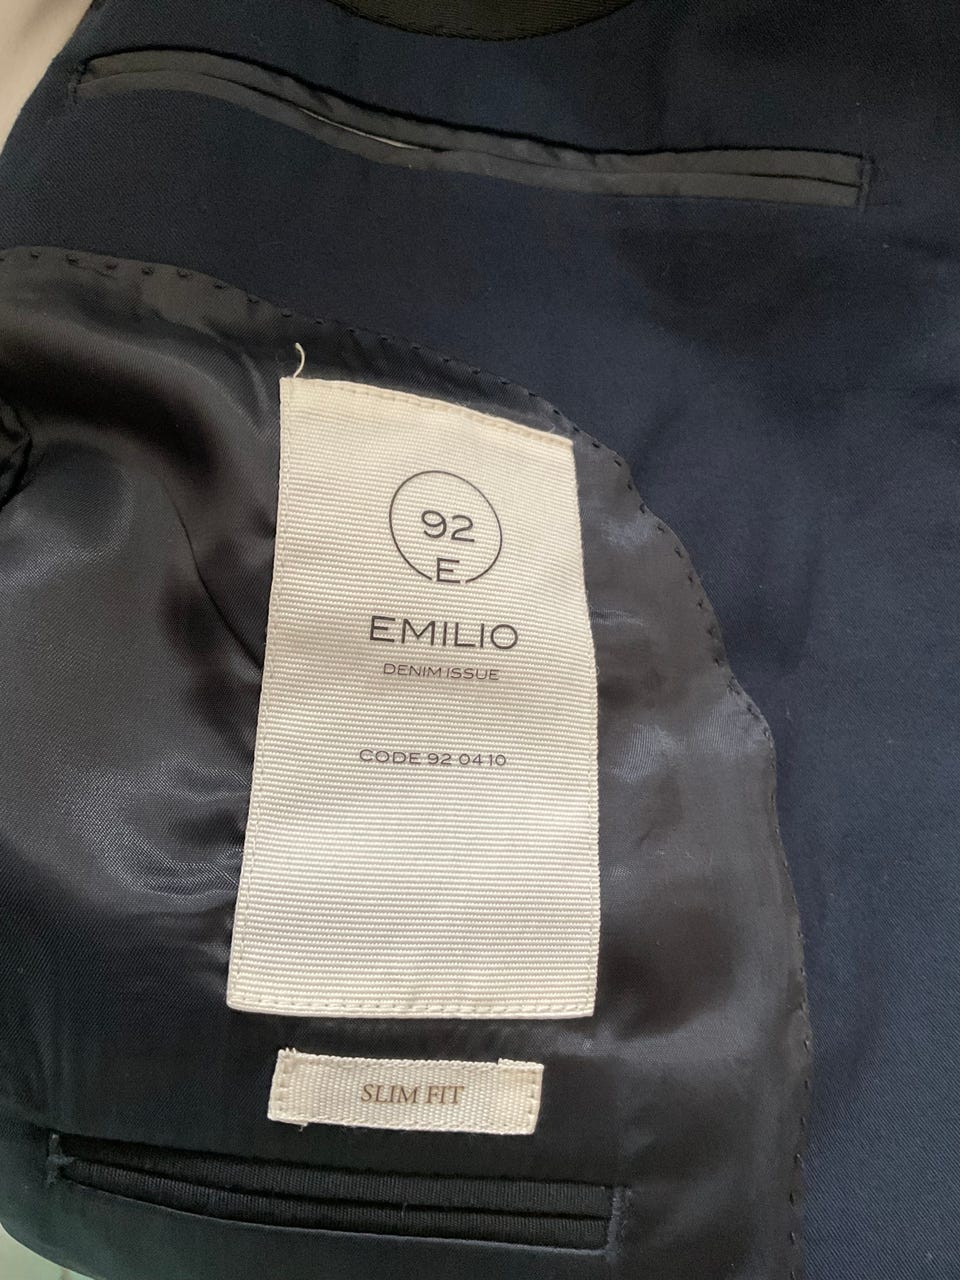 92
E
EMILIO
DENIM ISSUE
CODE 92 04 10
SLIM FIT